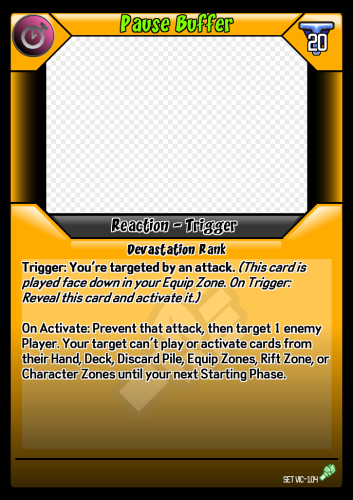 Pause Buffer
20
Reaction - Trigger
Devastation Rank
Trigger: You're targeted by an attack. (This card is
played face down in your Equip Zone. On Trigger:
Reveal this card and activate it.)
On Activate: Prevent that attack, then target 1 enemy
Player. Your target can't play or activate cards from
their Hand, Deck, Discard Pile, Equip Zones, Rift Zone, or
Character Zones until your next Starting Phase.
SET VIC-104